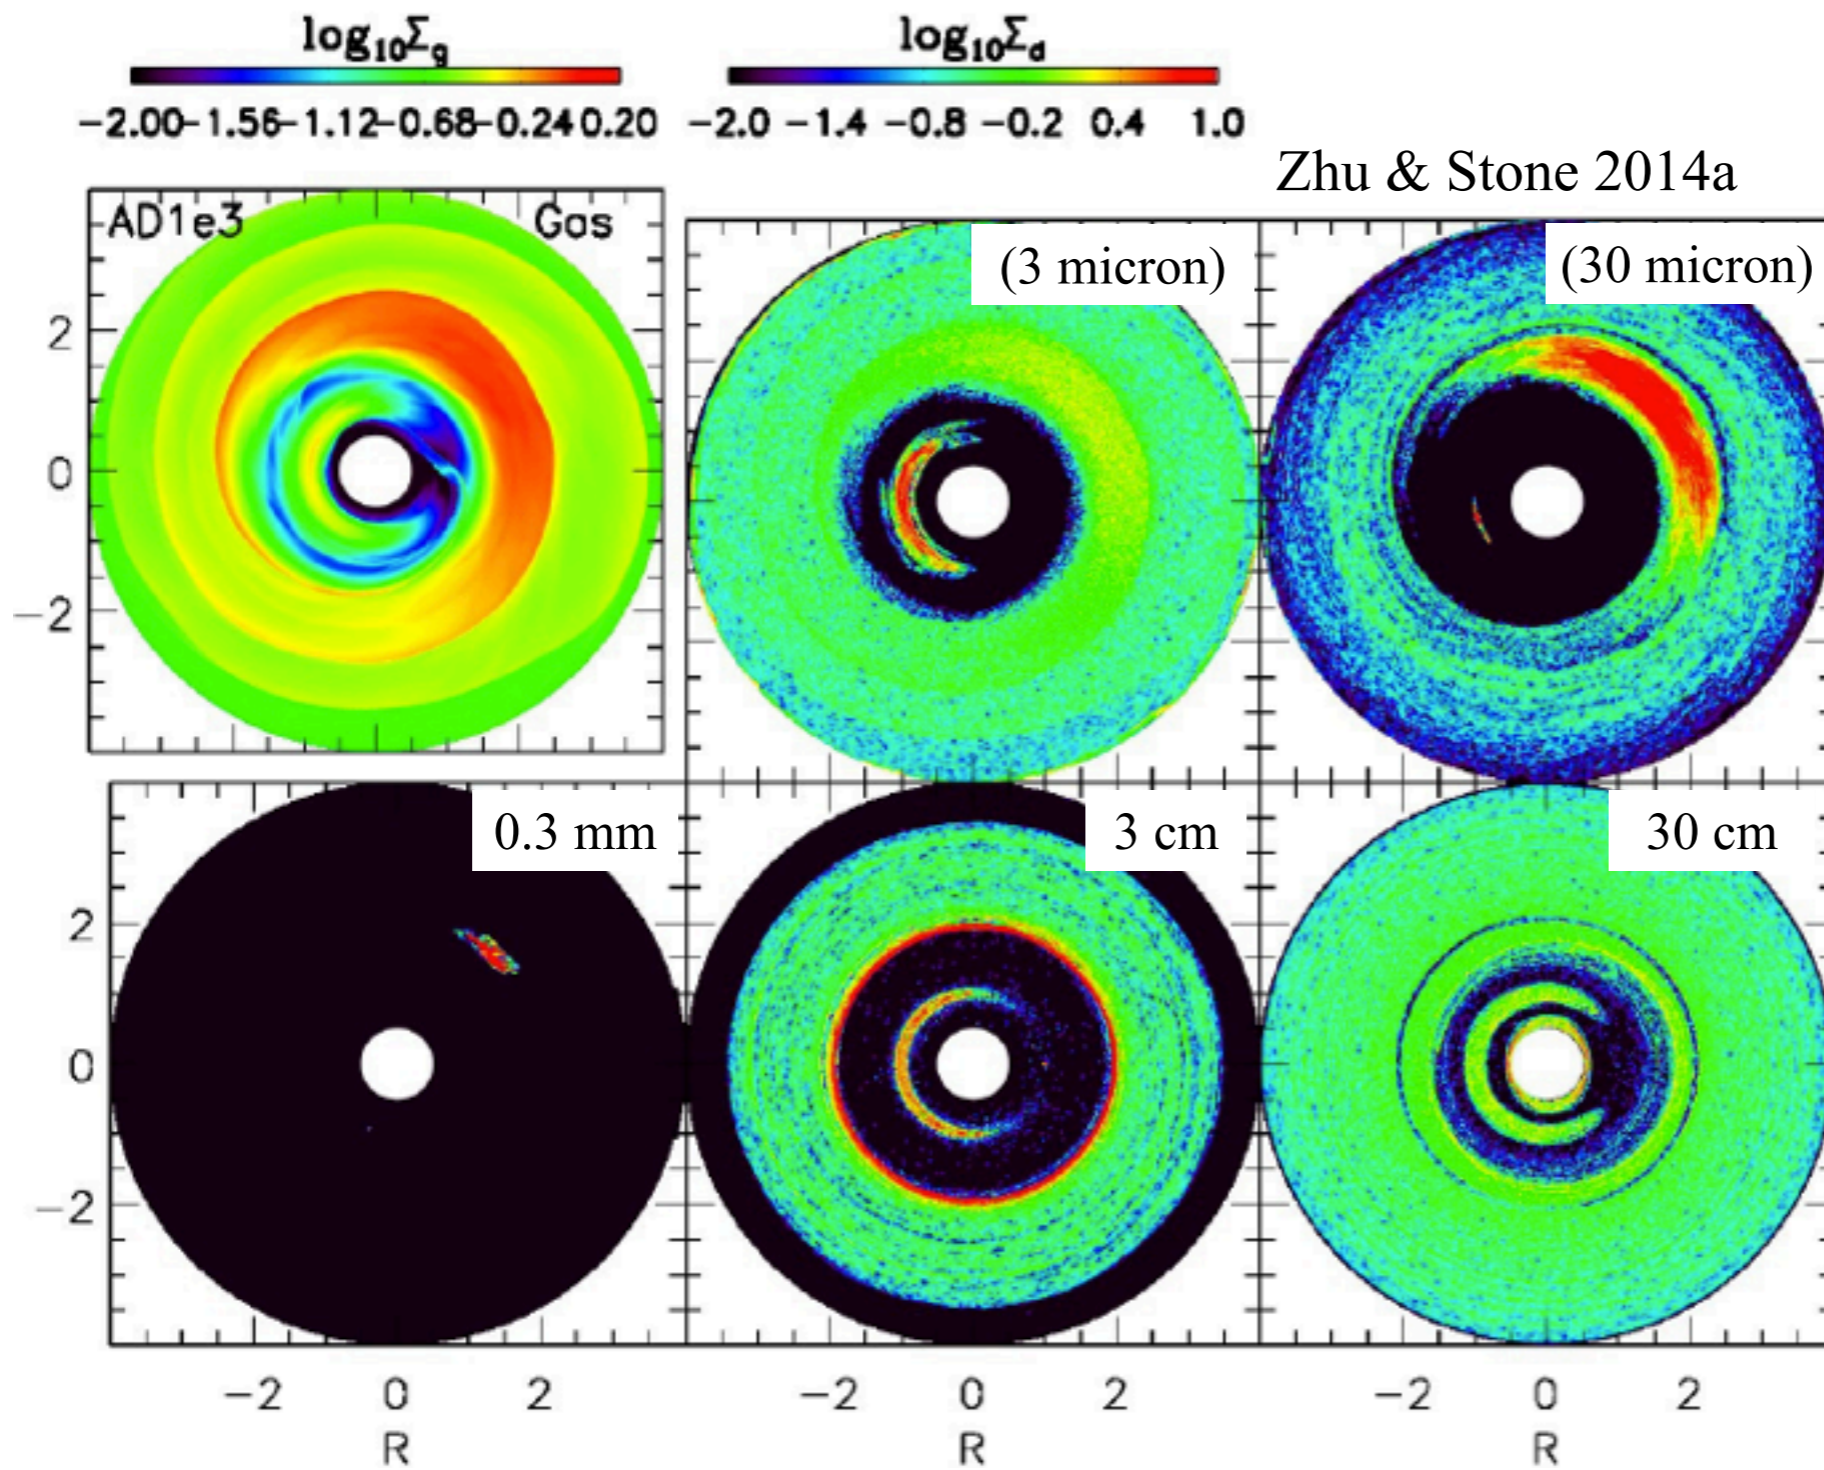 log₁₀Σg log₁₀Σd
−2.00 −1.56 −1.12 −0.68 −0.24 0.20 −2.0 −1.4 −0.8 −0.2 0.4 1.0
Zhu & Stone 2014a
AD1e3 Gas
(3 micron) (30 micron)
2
0
−2
0.3 mm 3 cm 30 cm
2
0
−2
−2 0 2 −2 0 2 −2 0 2
R R R